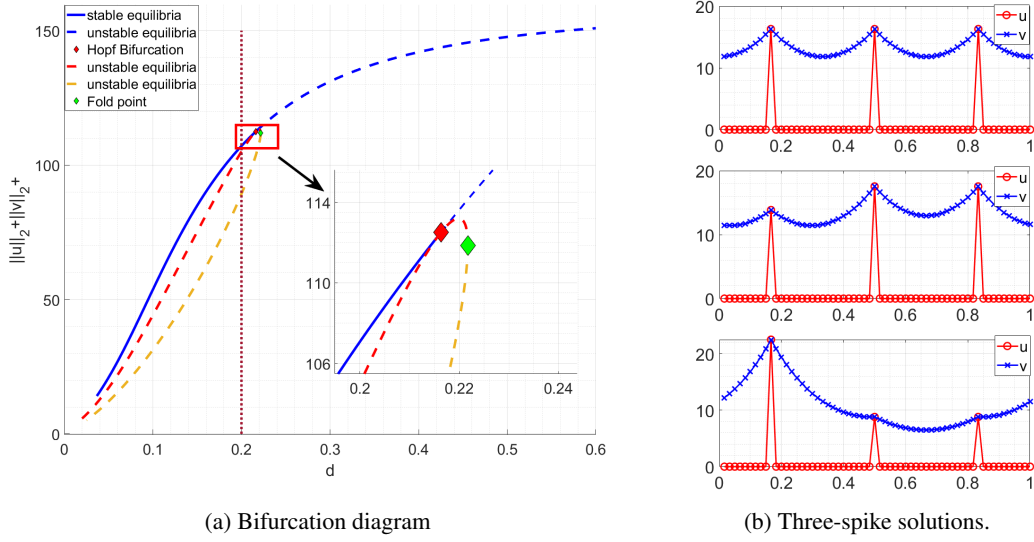 stable equilibria
unstable equilibria
Hopf Bifurcation
unstable equilibria
unstable equilibria
Fold point
||u||_2+||v||_2+
150
100
50
0
0 0.1 0.2 0.3 0.4 0.5 0.6
d
114
110
106
0.2 0.22 0.24
(a) Bifurcation diagram
20
10
0
0 0.2 0.4 0.6 0.8 1
u
v
20
10
0
0 0.2 0.4 0.6 0.8 1
u
v
20
10
0
0 0.2 0.4 0.6 0.8 1
u
v
(b) Three-spike solutions.